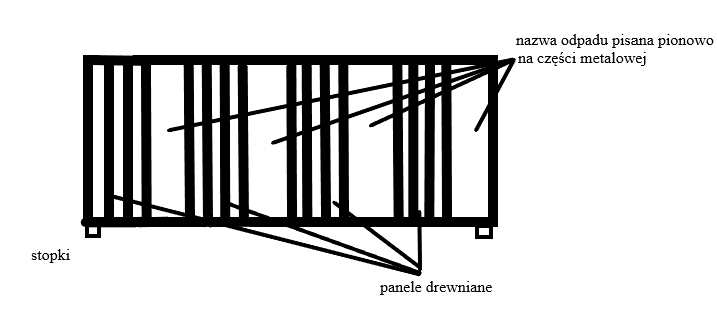 nazwa odpadu pisana pionowo
na części metalowej
stopki
panele drewniane